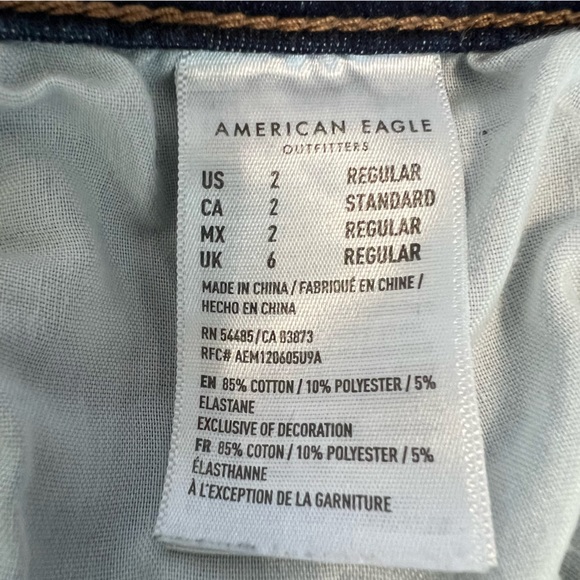 AMERICAN EAGLE
OUTFITTERS
US 2 REGULAR
CA 2 STANDARD
MX 2 REGULAR
UK 6 REGULAR
MADE IN CHINA / FABRIQUÉ EN CHINE /
HECHO EN CHINA
RN 54485/CA 03873
RFC# AEM120605U9A
EN 85% COTTON / 10% POLYESTER / 5%
ELASTANE
EXCLUSIVE OF DECORATION
FR 85% COTON / 10% POLYESTER / 5%
ÉLASTHANNE
À L'EXCEPTION DE LA GARNITURE